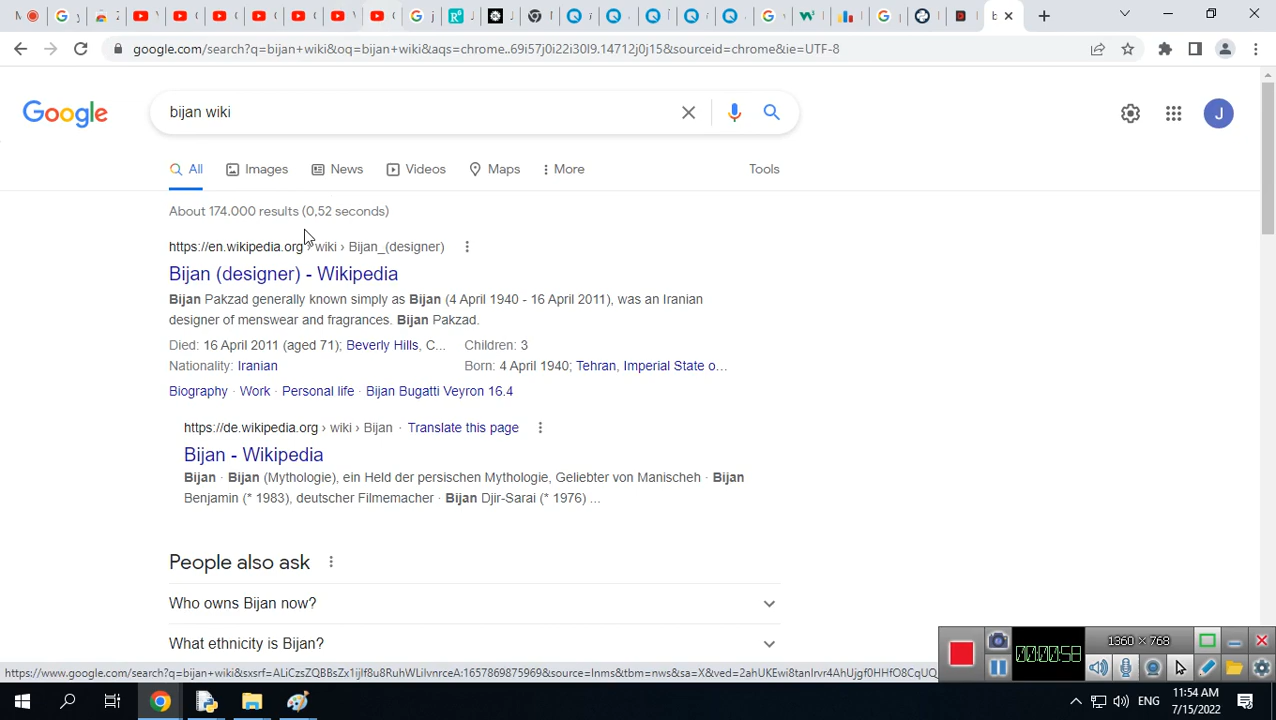 google.com/search?q=bijan+wiki&oq=bijan+wiki&aqs=chrome..69i57j0i22i30l9.14712j0j15&sourceid=chrome&ie=UTF-8
Google
bijan wiki
J
All
Images
News
Videos
Maps
More
Tools
About 174.000 results (0,52 seconds)
https://en.wikipedia.org › wiki › Bijan_(designer)
Bijan (designer) - Wikipedia
Bijan Pakzad generally known simply as Bijan (4 April 1940 - 16 April 2011), was an Iranian
designer of menswear and fragrances. Bijan Pakzad.
Died: 16 April 2011 (aged 71); Beverly Hills, C... Children: 3
Nationality: Iranian Born: 4 April 1940; Tehran, Imperial State o...
Biography · Work · Personal life · Bijan Bugatti Veyron 16.4
https://de.wikipedia.org › wiki › Bijan · Translate this page
Bijan - Wikipedia
Bijan · Bijan (Mythologie), ein Held der persischen Mythologie, Geliebter von Manischeh · Bijan
Benjamin (* 1983), deutscher Filmemacher · Bijan Djir-Sarai (* 1976) ...
People also ask
Who owns Bijan now?
What ethnicity is Bijan?
00:00:58
1360 × 768
ENG
11:54 AM
7/15/2022